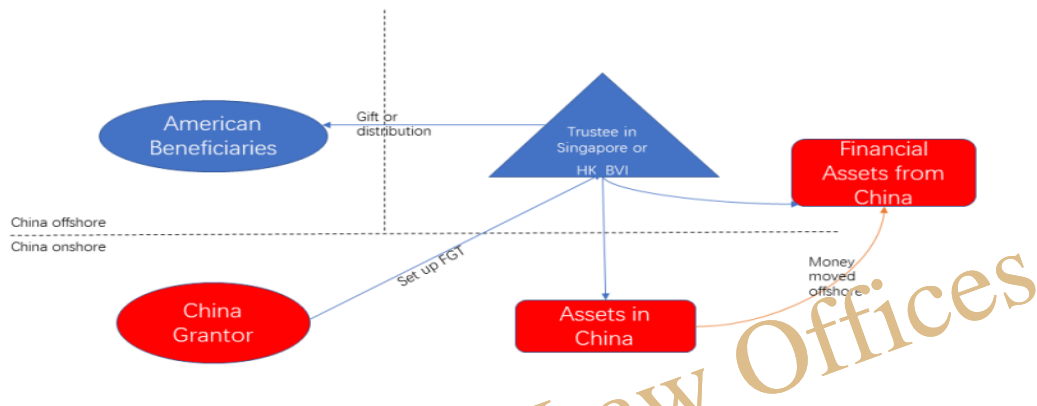 American
Beneficiaries
Gift or
distribution
Trustee in
Singapore or
HK BVI
Financial
Assets from
China
China offshore
China onshore
Set up FGT
Money
moved
offshore
China
Grantor
Assets in
China
Law Offices